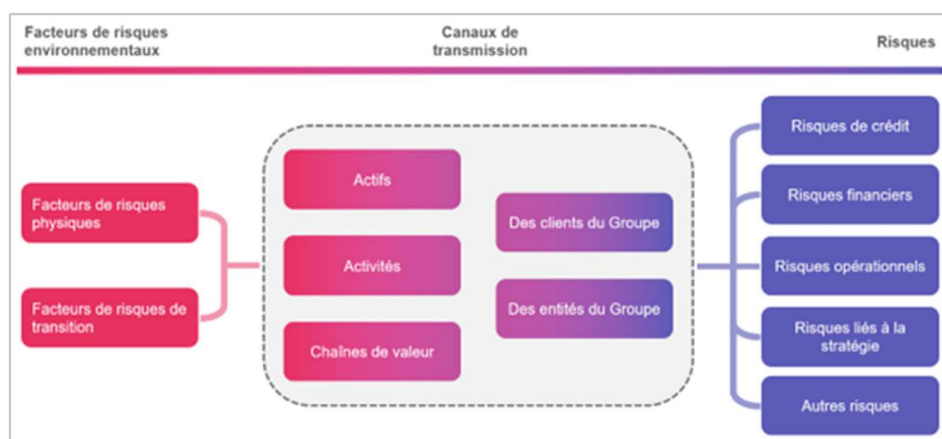 Facteurs de risques
environnementaux
Canaux de
transmission
Risques
Facteurs de risques
physiques
Facteurs de risques de
transition
Actifs
Activités
Chaînes de valeur
Des clients du Groupe
Des entités du Groupe
Risques de crédit
Risques financiers
Risques opérationnels
Risques liés à la
stratégie
Autres risques